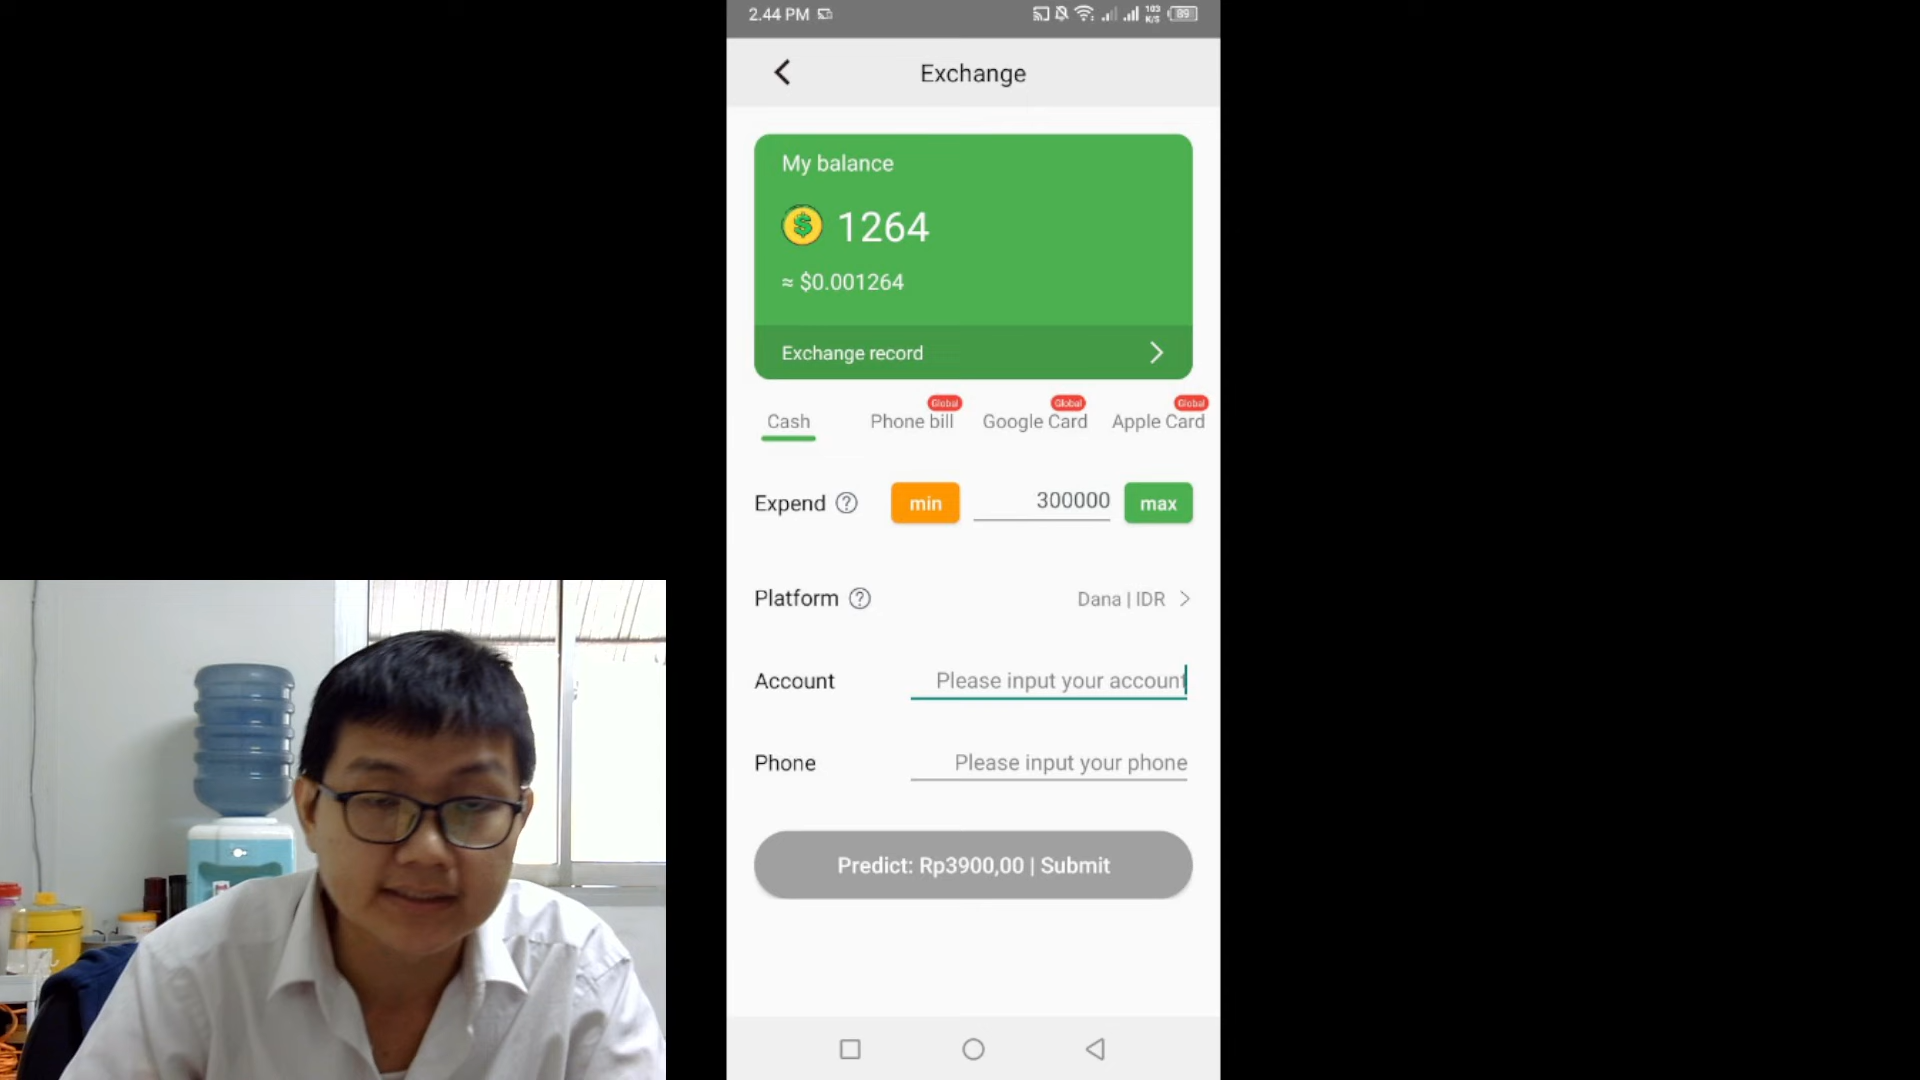 2.44 PM
103
K/S
89
Exchange
My balance
1264
≈ $0.001264
Exchange record
Global
Global
Global
Cash
Phone bill
Google Card
Apple Card
Expend ?
min
300000
max
Platform ?
Dana | IDR
Account
Please input your account
Phone
Please input your phone
Predict: Rp3900,00 | Submit